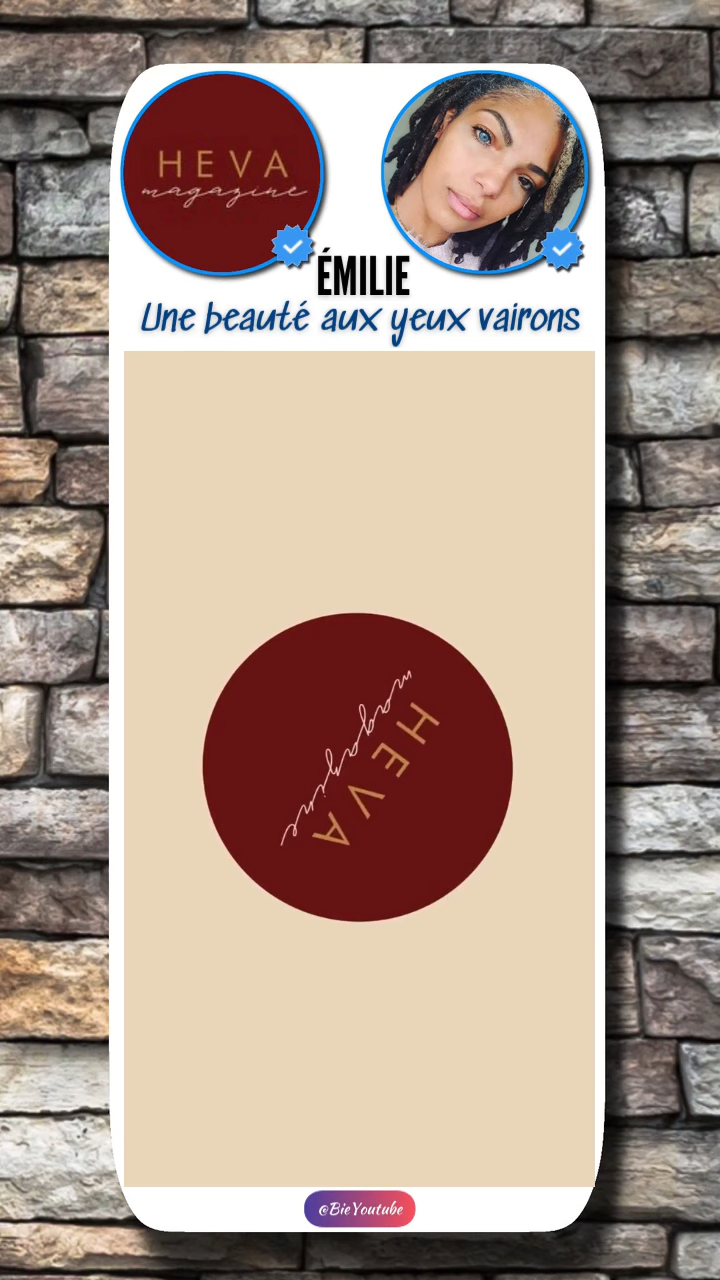 HEVA
magazine
ÉMILIE
Une beauté aux yeux vairons
HEVA
magazine
@BieYoutube